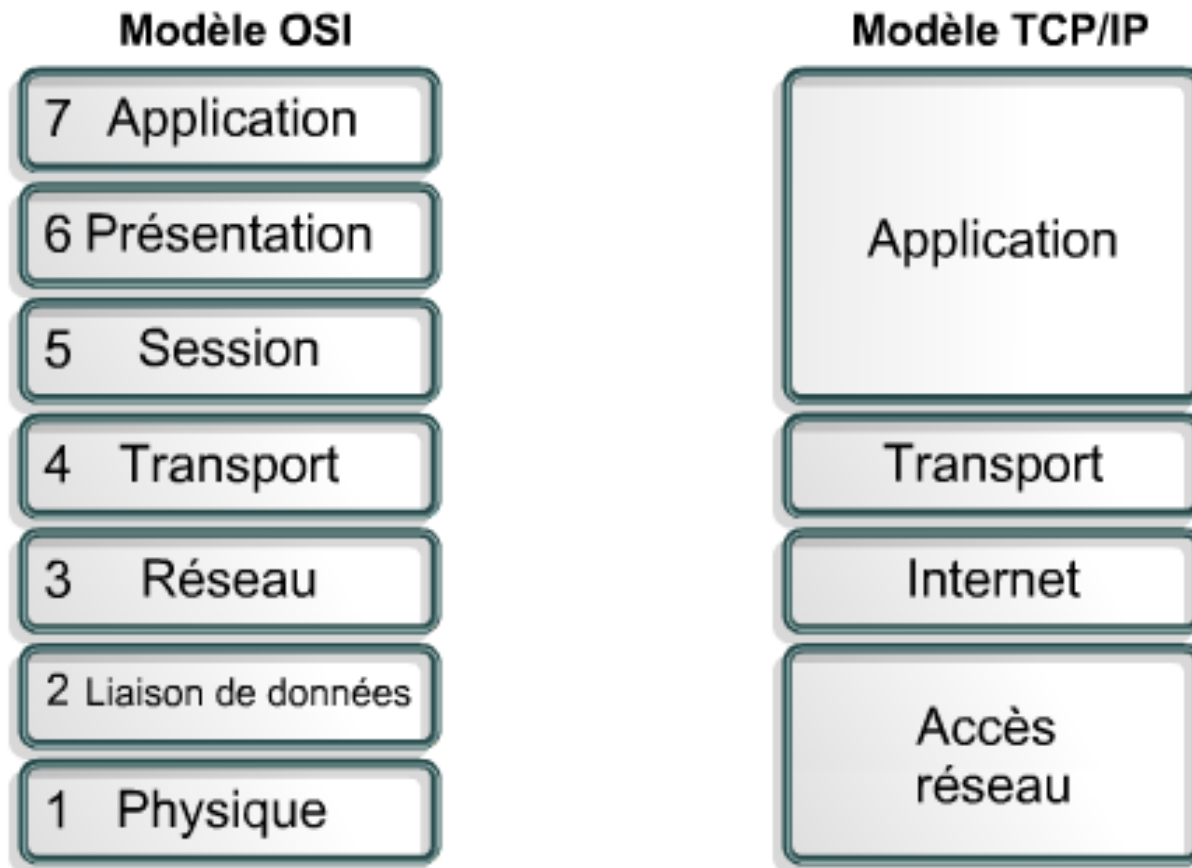 Modèle OSI
7 Application
6 Présentation
5 Session
4 Transport
3 Réseau
2 Liaison de données
1 Physique
Modèle TCP/IP
Application
Transport
Internet
Accès
réseau